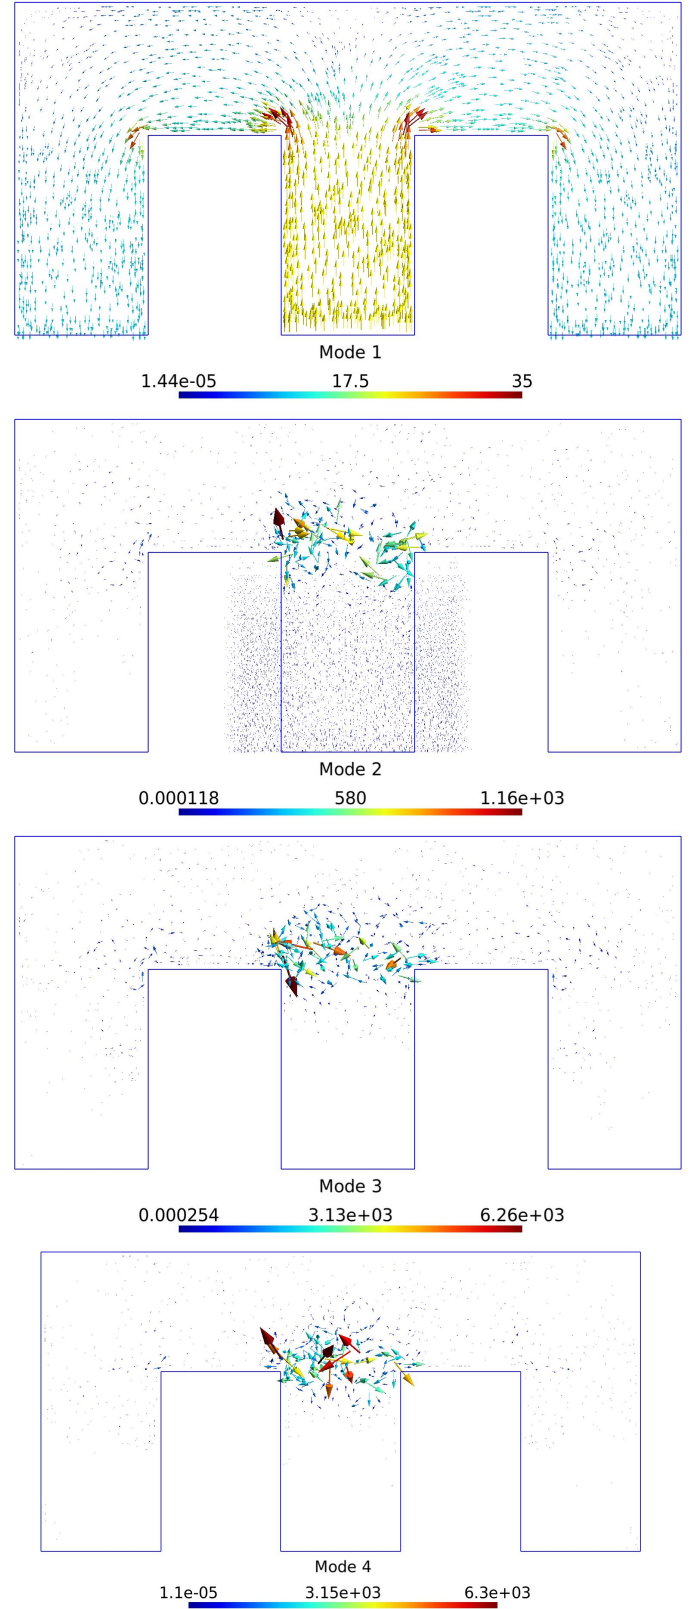 Mode 1
1.44e-05 17.5 35
Mode 2
0.000118 580 1.16e+03
Mode 3
0.000254 3.13e+03 6.26e+03
Mode 4
1.1e-05 3.15e+03 6.3e+03